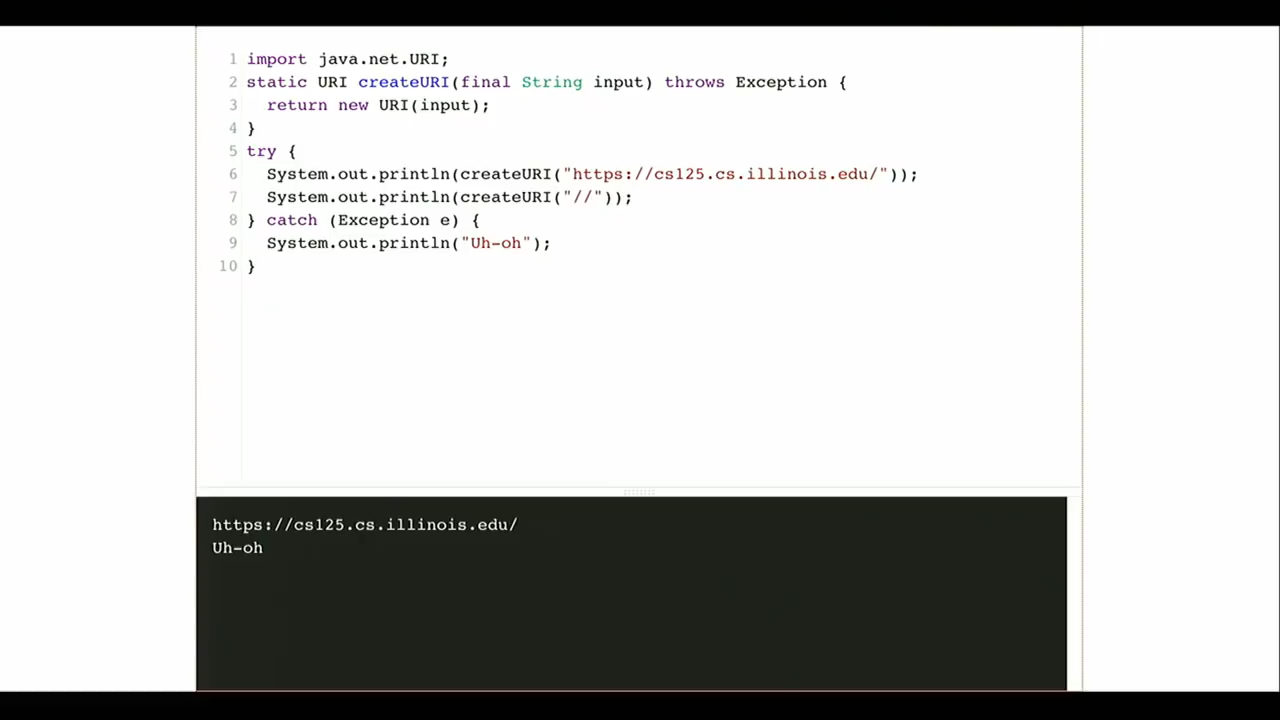 1 import java.net.URI;
2 static URI createURI(final String input) throws Exception {
3   return new URI(input);
4 }
5 try {
6   System.out.println(createURI("https://cs125.cs.illinois.edu/"));
7   System.out.println(createURI("//"));
8 } catch (Exception e) {
9   System.out.println("Uh-oh");
10 }
https://cs125.cs.illinois.edu/
Uh-oh